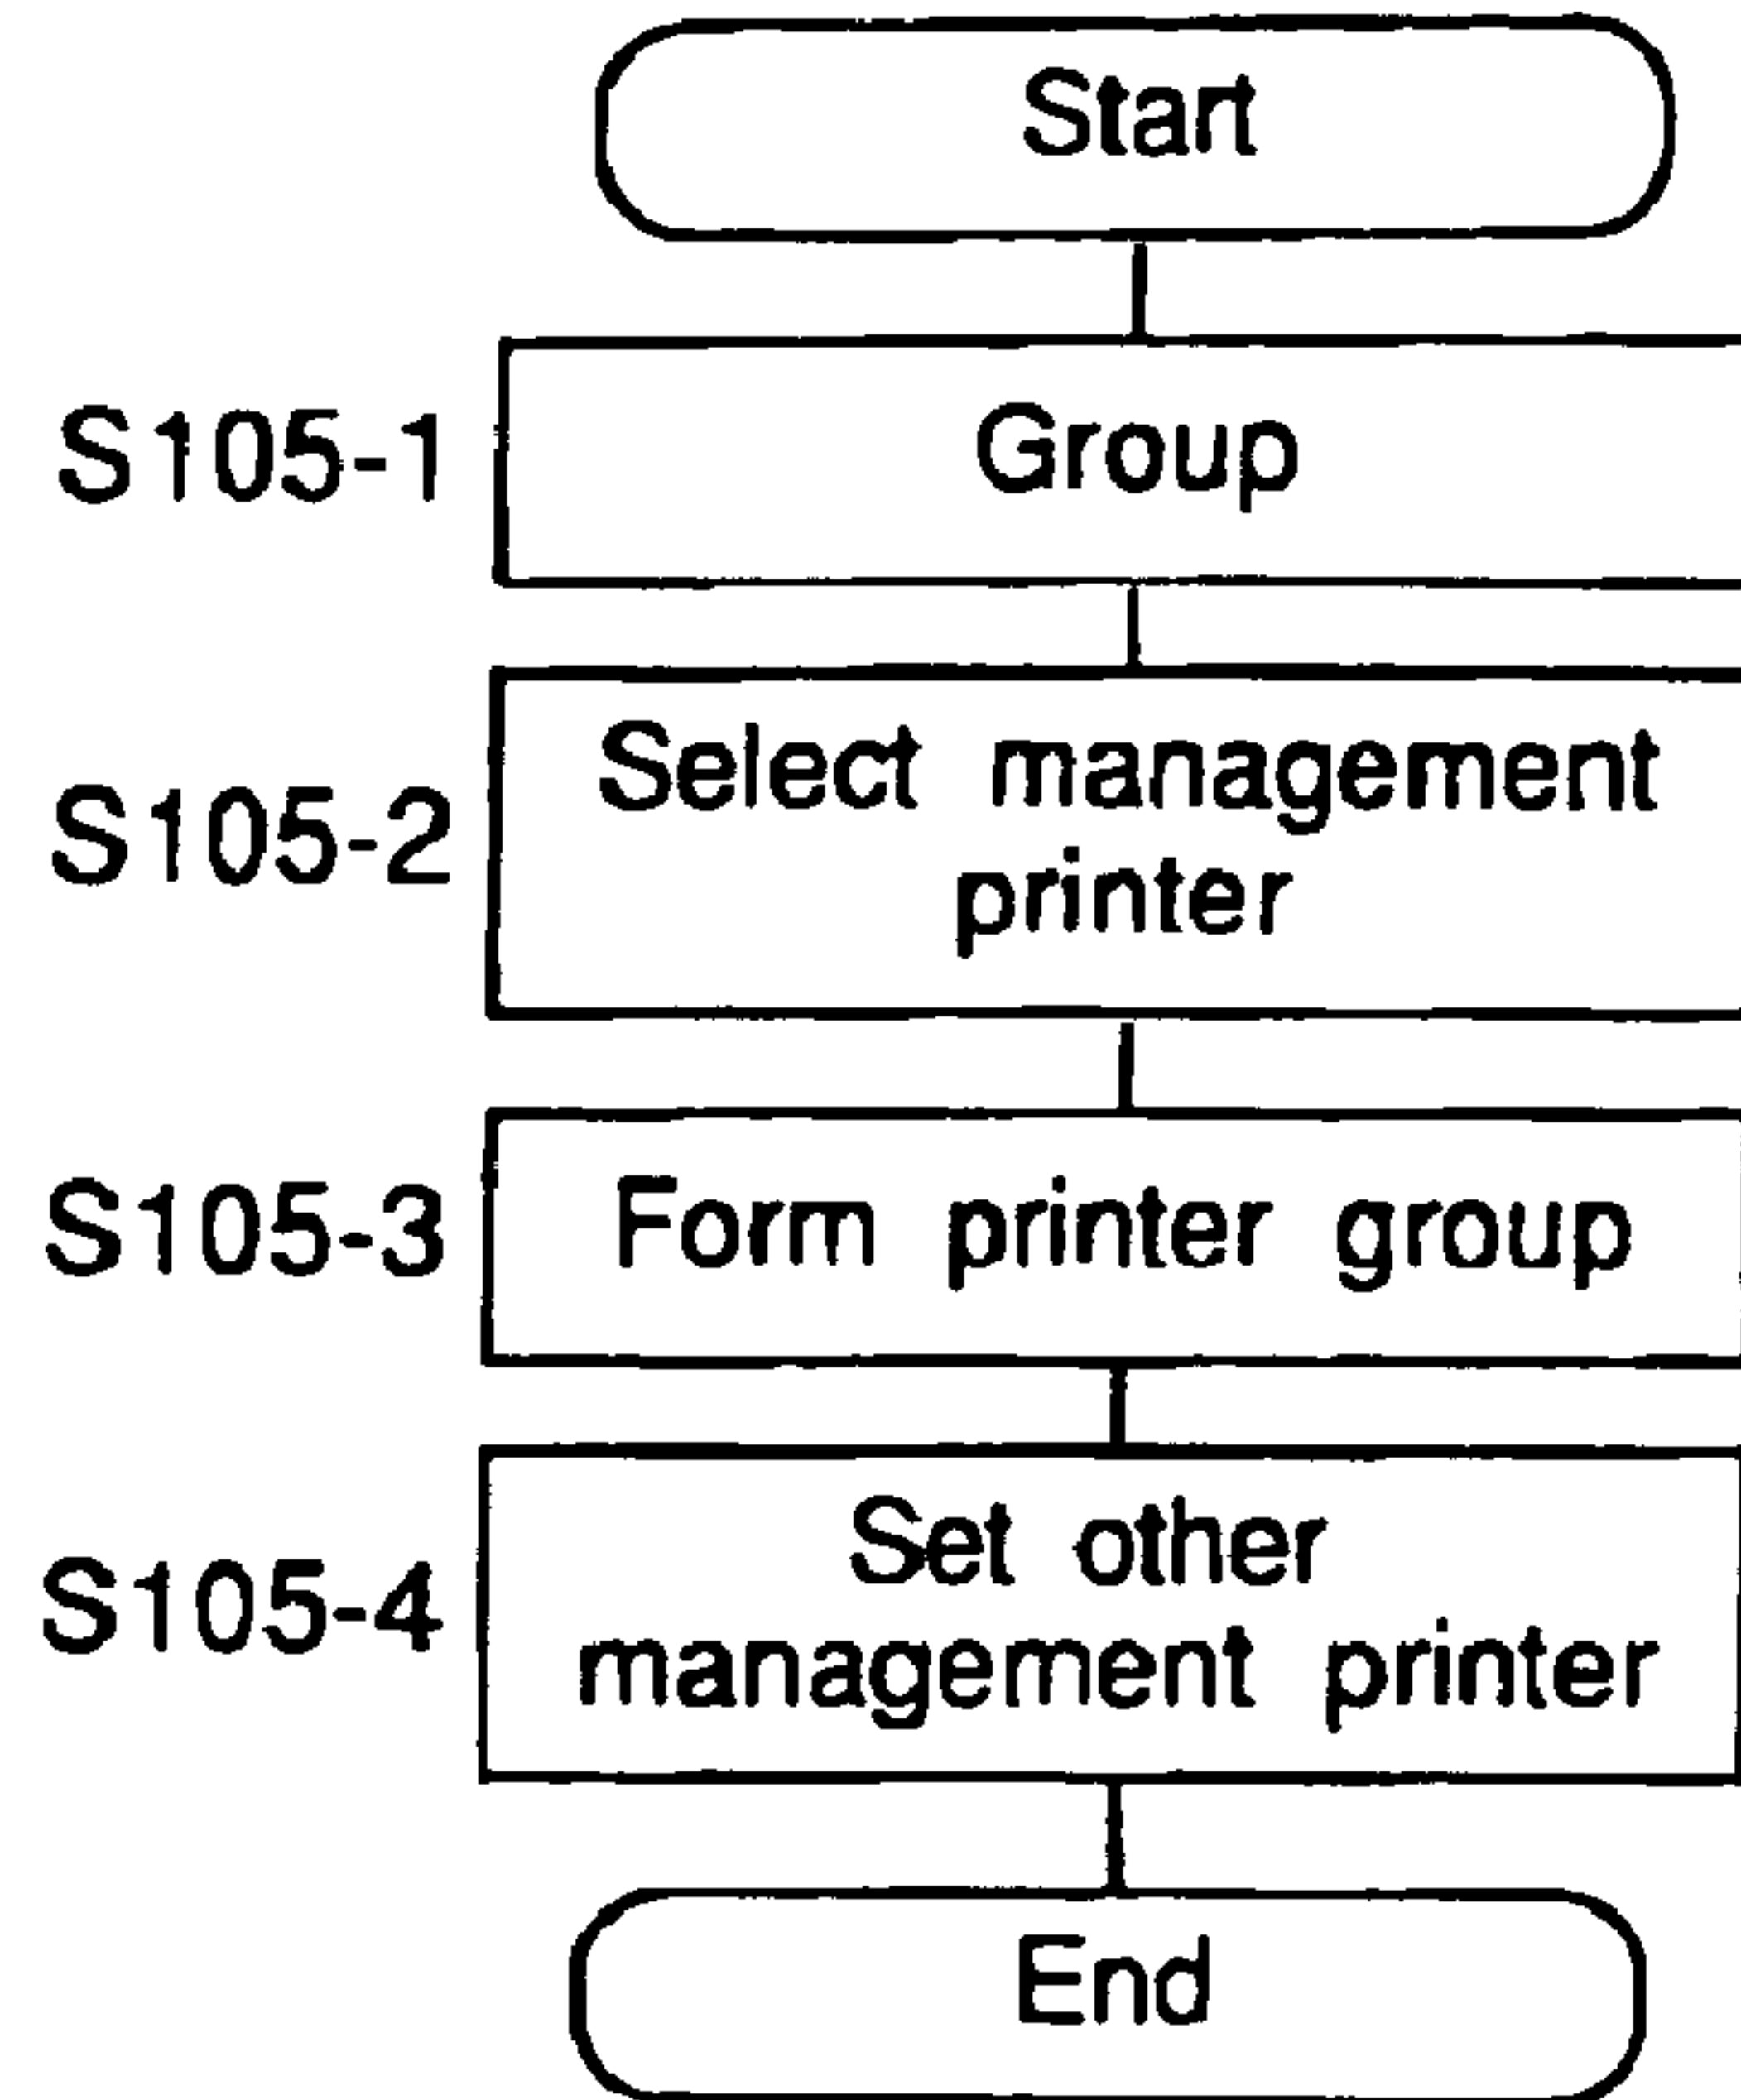 Start
S105-1
Group
S105-2
Select management
printer
S105-3
Form printer group
S105-4
Set other
management printer
End